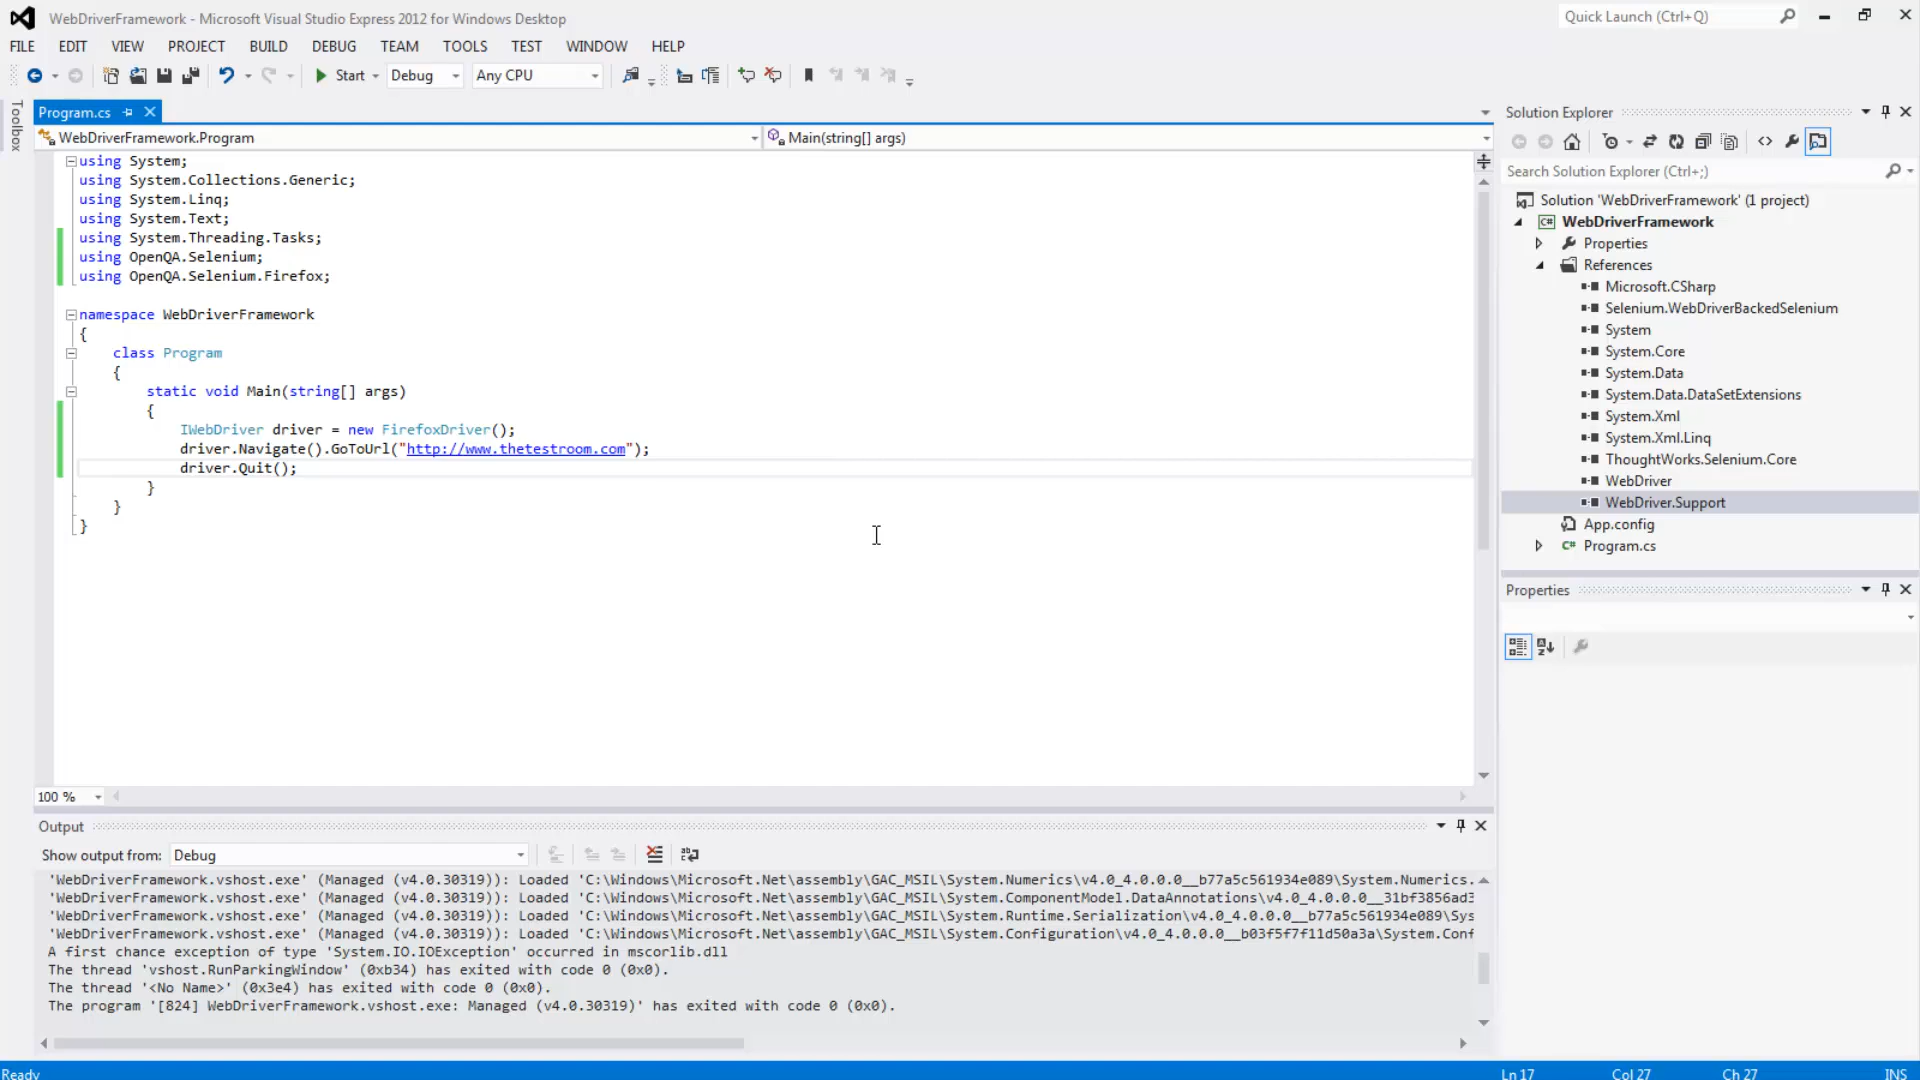 WebDriverFramework - Microsoft Visual Studio Express 2012 for Windows Desktop
Quick Launch (Ctrl+Q)
FILE EDIT VIEW PROJECT BUILD DEBUG TEAM TOOLS TEST WINDOW HELP
Start Debug Any CPU
Toolbox
Program.cs
WebDriverFramework.Program
Main(string[] args)
using System;
using System.Collections.Generic;
using System.Linq;
using System.Text;
using System.Threading.Tasks;
using OpenQA.Selenium;
using OpenQA.Selenium.Firefox;
namespace WebDriverFramework
{
class Program
{
static void Main(string[] args)
{
IWebDriver driver = new FirefoxDriver();
driver.Navigate().GoToUrl("http://www.thetestroom.com");
driver.Quit();
}
}
}
100 %
Output
Show output from: Debug
'WebDriverFramework.vshost.exe' (Managed (v4.0.30319)): Loaded 'C:\Windows\Microsoft.Net\assembly\GAC_MSIL\System.Numerics\v4.0_4.0.0.0__b77a5c561934e089\System.Numerics.
'WebDriverFramework.vshost.exe' (Managed (v4.0.30319)): Loaded 'C:\Windows\Microsoft.Net\assembly\GAC_MSIL\System.ComponentModel.DataAnnotations\v4.0_4.0.0.0__31bf3856ad3
'WebDriverFramework.vshost.exe' (Managed (v4.0.30319)): Loaded 'C:\Windows\Microsoft.Net\assembly\GAC_MSIL\System.Runtime.Serialization\v4.0_4.0.0.0__b77a5c561934e089\Sys
'WebDriverFramework.vshost.exe' (Managed (v4.0.30319)): Loaded 'C:\Windows\Microsoft.Net\assembly\GAC_MSIL\System.Configuration\v4.0_4.0.0.0__b03f5f7f11d50a3a\System.Conf
A first chance exception of type 'System.IO.IOException' occurred in mscorlib.dll
The thread 'vshost.RunParkingWindow' (0xb34) has exited with code 0 (0x0).
The thread '<No Name>' (0x3e4) has exited with code 0 (0x0).
The program '[824] WebDriverFramework.vshost.exe: Managed (v4.0.30319)' has exited with code 0 (0x0).
Solution Explorer
Search Solution Explorer (Ctrl+;)
Solution 'WebDriverFramework' (1 project)
WebDriverFramework
Properties
References
Microsoft.CSharp
Selenium.WebDriverBackedSelenium
System
System.Core
System.Data
System.Data.DataSetExtensions
System.Xml
System.Xml.Linq
ThoughtWorks.Selenium.Core
WebDriver
WebDriver.Support
App.config
Program.cs
Properties
Ready
Ln 17 Col 27 Ch 27 INS